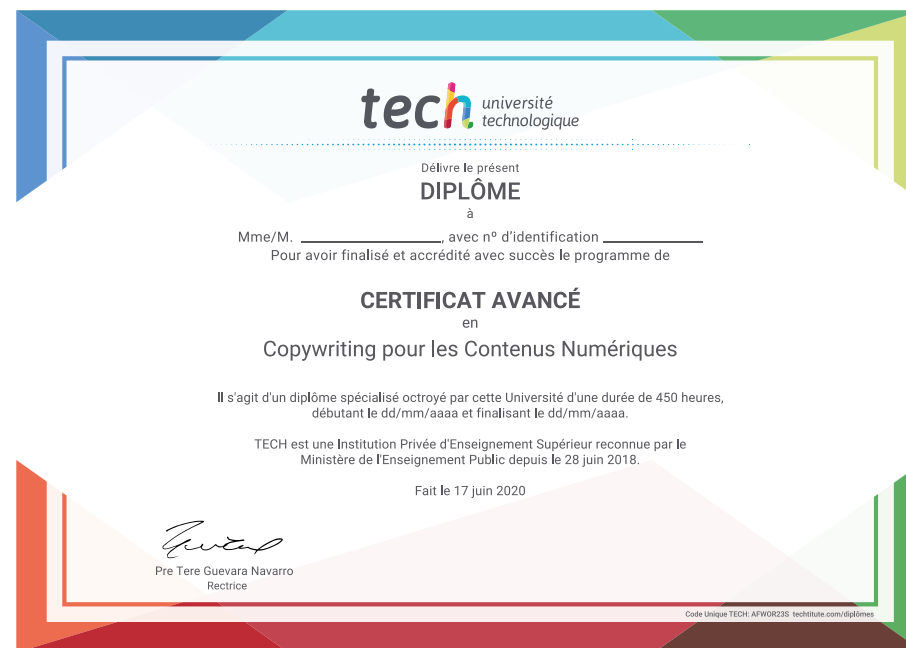 tech université
technologique
Délivre le présent
DIPLÔME
à
Mme/M. ____________________, avec nº d'identification ______________
Pour avoir finalisé et accrédité avec succès le programme de
CERTIFICAT AVANCÉ
en
Copywriting pour les Contenus Numériques
Il s'agit d'un diplôme spécialisé octroyé par cette Université d'une durée de 450 heures,
débutant le dd/mm/aaaa et finalisant le dd/mm/aaaa.
TECH est une Institution Privée d'Enseignement Supérieur reconnue par le
Ministère de l'Enseignement Public depuis le 28 juin 2018.
Fait le 17 juin 2020
Pre Tere Guevara Navarro
Rectrice
Code Unique TECH: AFWOR23S techtitute.com/diplômes